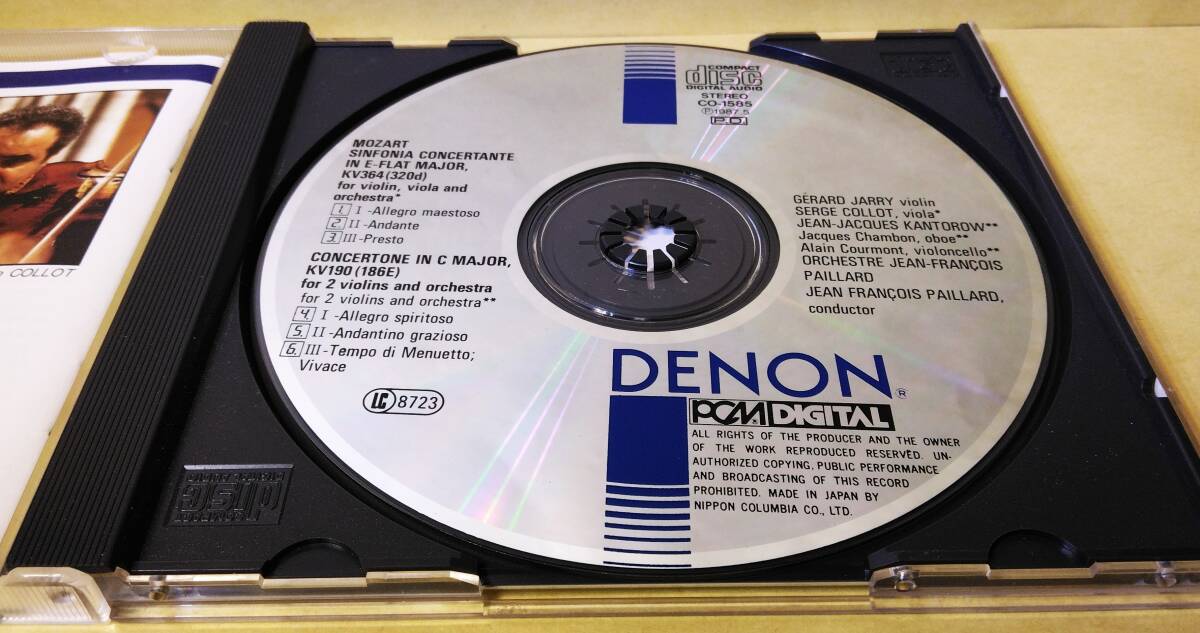 COLLOT
COMPACT
disc
DIGITAL AUDIO
STEREO
CO-1585
Ⓟ1987.5
P.D.
MOZART
SINFONIA CONCERTANTE
IN E-FLAT MAJOR,
KV364 (320d)
for violin, viola and
orchestra*
1. I -Allegro maestoso
2. II -Andante
3. III-Presto
CONCERTONE IN C MAJOR,
KV190 (186E)
for 2 violins and orchestra
for 2 violins and orchestra**
4. I -Allegro spiritoso
5. II -Andantino grazioso
6. III-Tempo di Menuetto;
Vivace
LC 8723
GÉRARD JARRY violin
SERGE COLLOT, viola*
JEAN-JACQUES KANTOROW**
Jacques Chambon, oboe**
Alain Courmont, violoncello**
ORCHESTRE JEAN-FRANÇOIS
PAILLARD
JEAN FRANÇOIS PAILLARD,
conductor
DENON®
PCM DIGITAL
ALL RIGHTS OF THE PRODUCER AND THE OWNER
OF THE WORK REPRODUCED RESERVED. UN-
AUTHORIZED COPYING, PUBLIC PERFORMANCE
AND BROADCASTING OF THIS RECORD
PROHIBITED. MADE IN JAPAN BY
NIPPON COLUMBIA CO., LTD.
COMPACT
disc
DIGITAL AUDIO